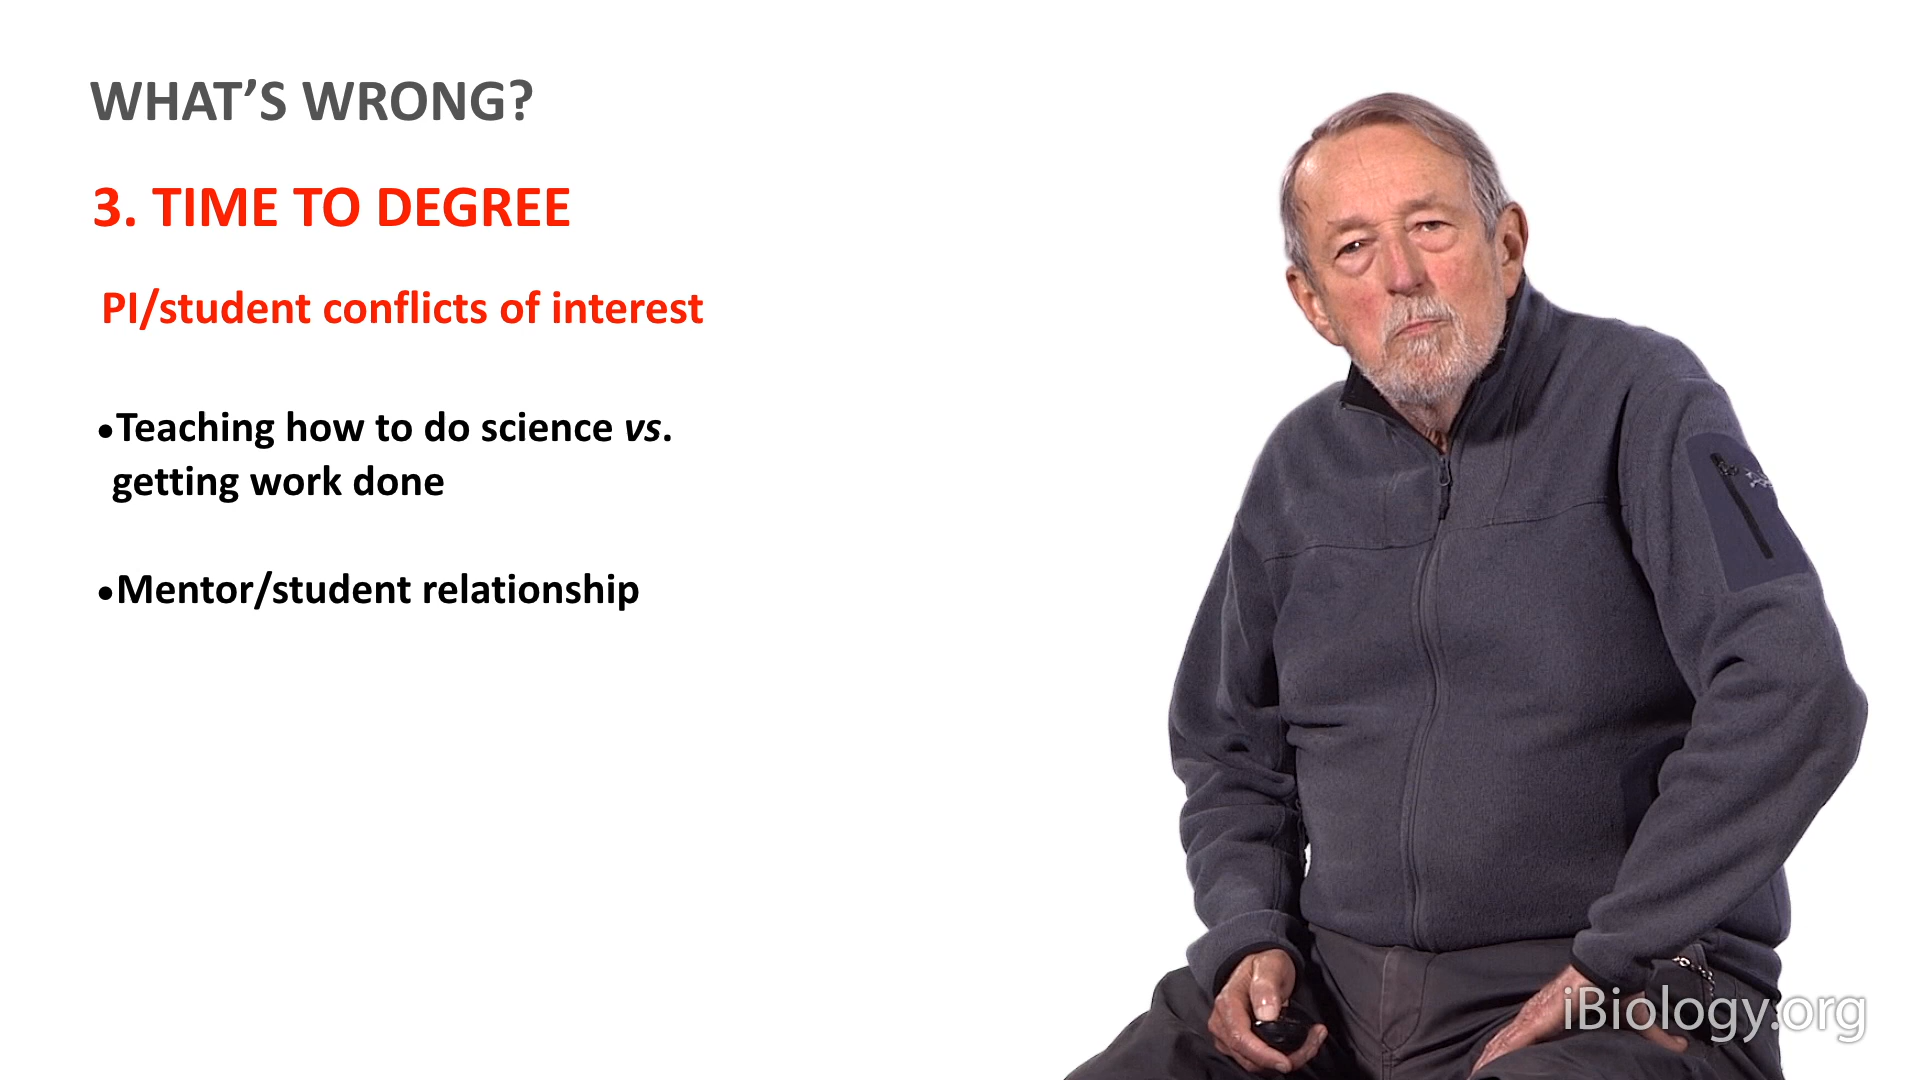 WHAT’S WRONG?
3. TIME TO DEGREE
PI/student conflicts of interest
•Teaching how to do science vs.
getting work done
•Mentor/student relationship
iBiology.org